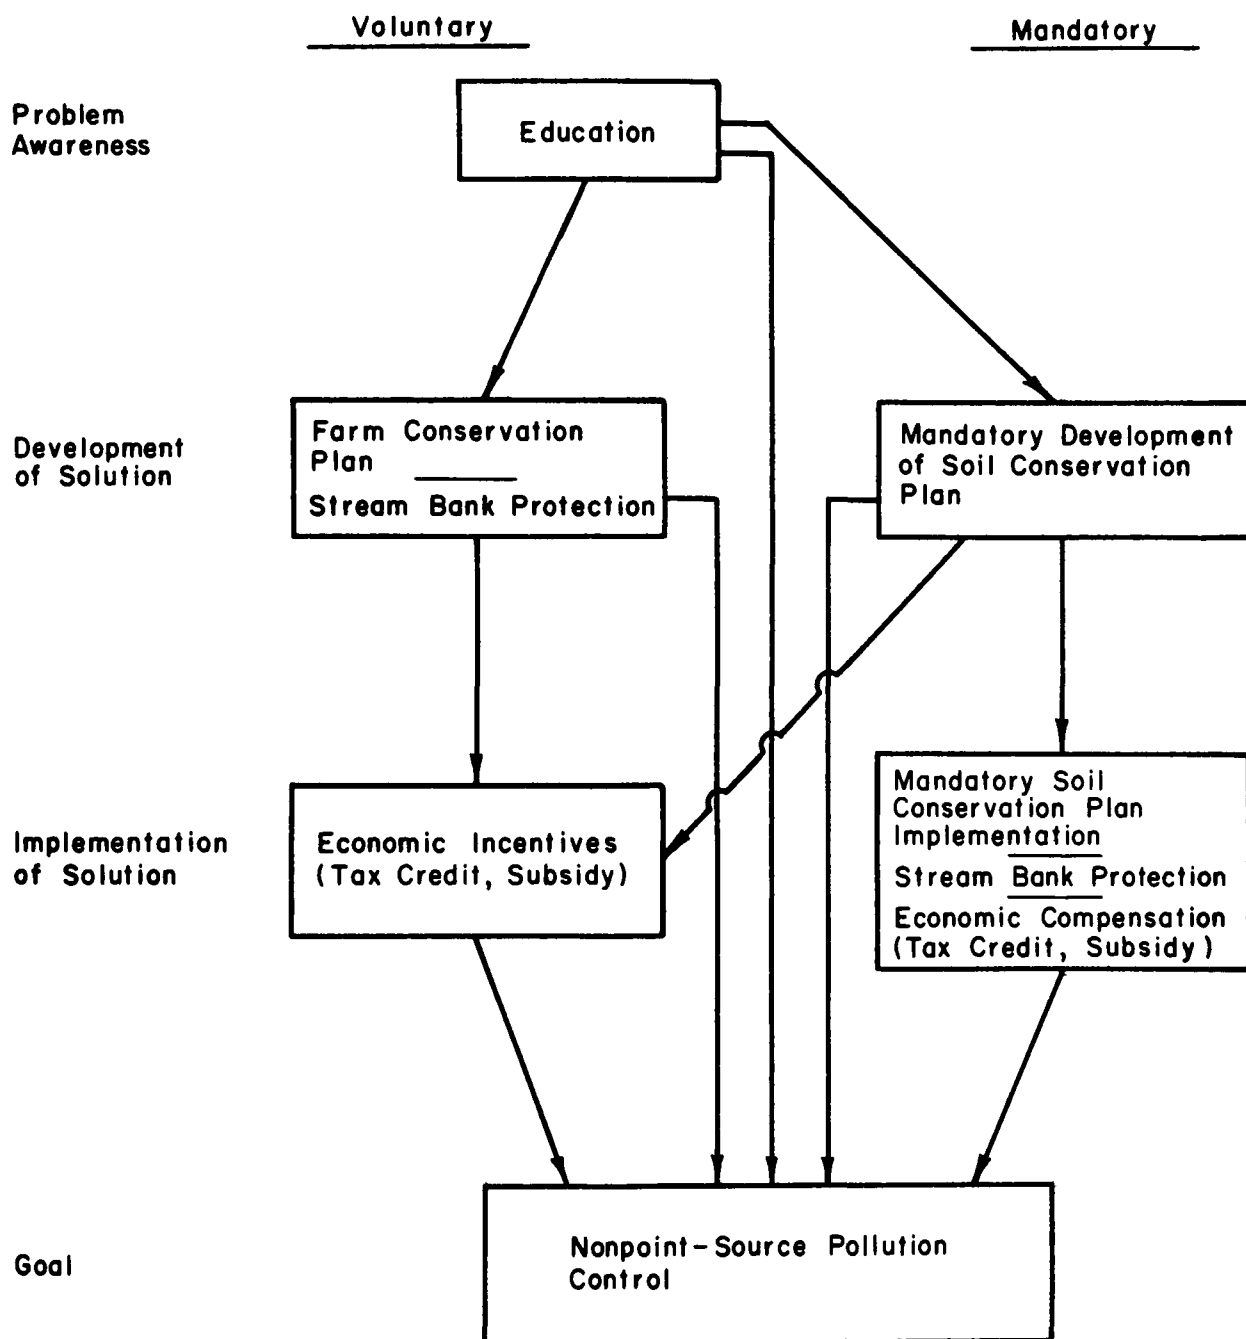 Voluntary
Mandatory
Problem
Awareness
Education
Development
of Solution
Farm Conservation
Plan
Stream Bank Protection
Mandatory Development
of Soil Conservation
Plan
Implementation
of Solution
Economic Incentives
(Tax Credit, Subsidy)
Mandatory Soil
Conservation Plan
Implementation
Stream Bank Protection
Economic Compensation
(Tax Credit, Subsidy)
Goal
Nonpoint-Source Pollution
Control